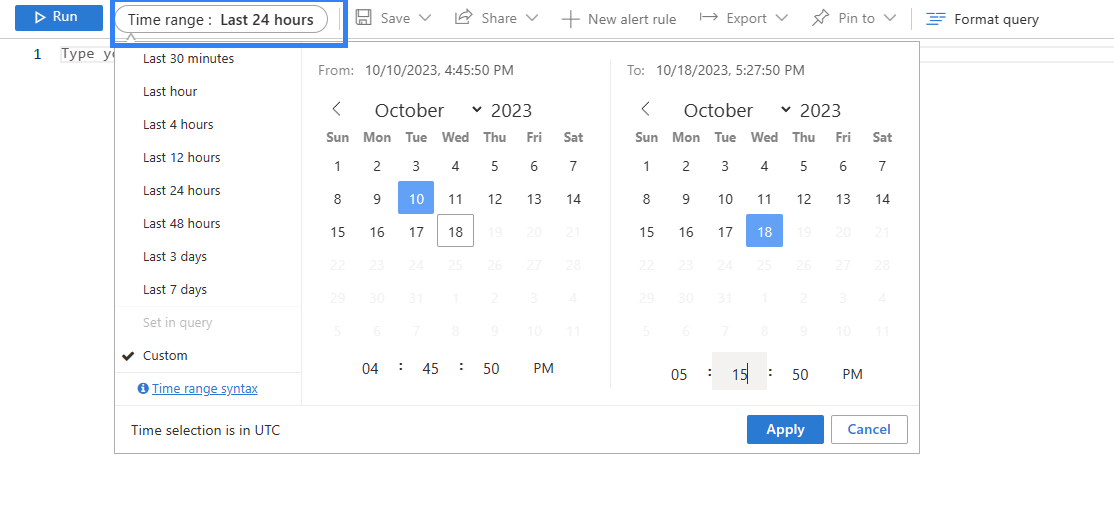 Run Time range : Last 24 hours Save Share New alert rule Export Pin to Format query
1 Type
Last 30 minutes
Last hour
Last 4 hours
Last 12 hours
Last 24 hours
Last 48 hours
Last 3 days
Last 7 days
Set in query
Custom
Time range syntax
From: 10/10/2023, 4:45:50 PM
October 2023
Sun Mon Tue Wed Thu Fri Sat
1 2 3 4 5 6 7
8 9 10 11 12 13 14
15 16 17 18 19 20 21
22 23 24 25 26 27 28
29 30 31 1 2 3 4
5 6 7 8 9 10 11
04 : 45 : 50 PM
To: 10/18/2023, 5:27:50 PM
October 2023
Sun Mon Tue Wed Thu Fri Sat
1 2 3 4 5 6 7
8 9 10 11 12 13 14
15 16 17 18 19 20 21
22 23 24 25 26 27 28
29 30 31 1 2 3 4
5 6 7 8 9 10 11
05 : 15 : 50 PM
Time selection is in UTC
Apply Cancel